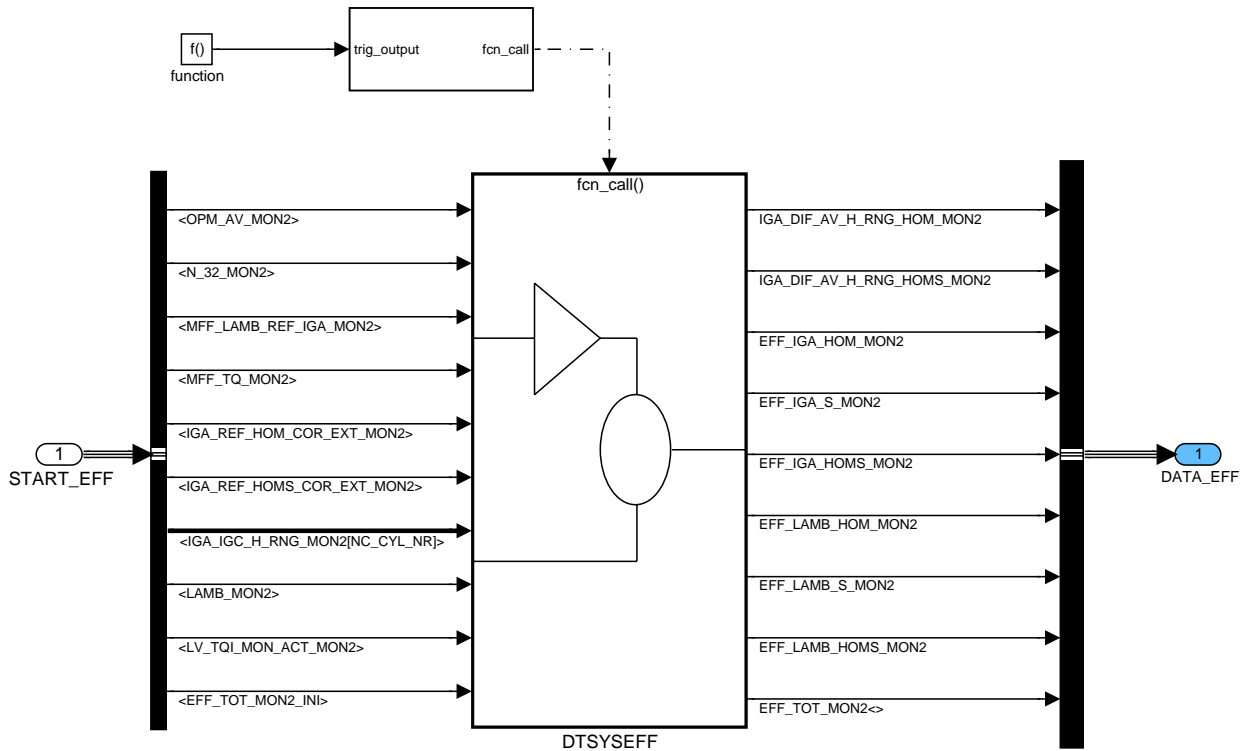 f()
function
trig_output
fcn_call
fcn_call()
<OPM_AV_MON2>
<N_32_MON2>
<MFF_LAMB_REF_IGA_MON2>
<MFF_TQ_MON2>
<IGA_REF_HOM_COR_EXT_MON2>
<IGA_REF_HOMS_COR_EXT_MON2>
<IGA_IGC_H_RNG_MON2[NC_CYL_NR]>
<LAMB_MON2>
<LV_TQI_MON_ACT_MON2>
<EFF_TOT_MON2_INI>
1
START_EFF
IGA_DIF_AV_H_RNG_HOM_MON2
IGA_DIF_AV_H_RNG_HOMS_MON2
EFF_IGA_HOM_MON2
EFF_IGA_S_MON2
EFF_IGA_HOMS_MON2
EFF_LAMB_HOM_MON2
EFF_LAMB_S_MON2
EFF_LAMB_HOMS_MON2
EFF_TOT_MON2<>
1
DATA_EFF
DTSYSEFF